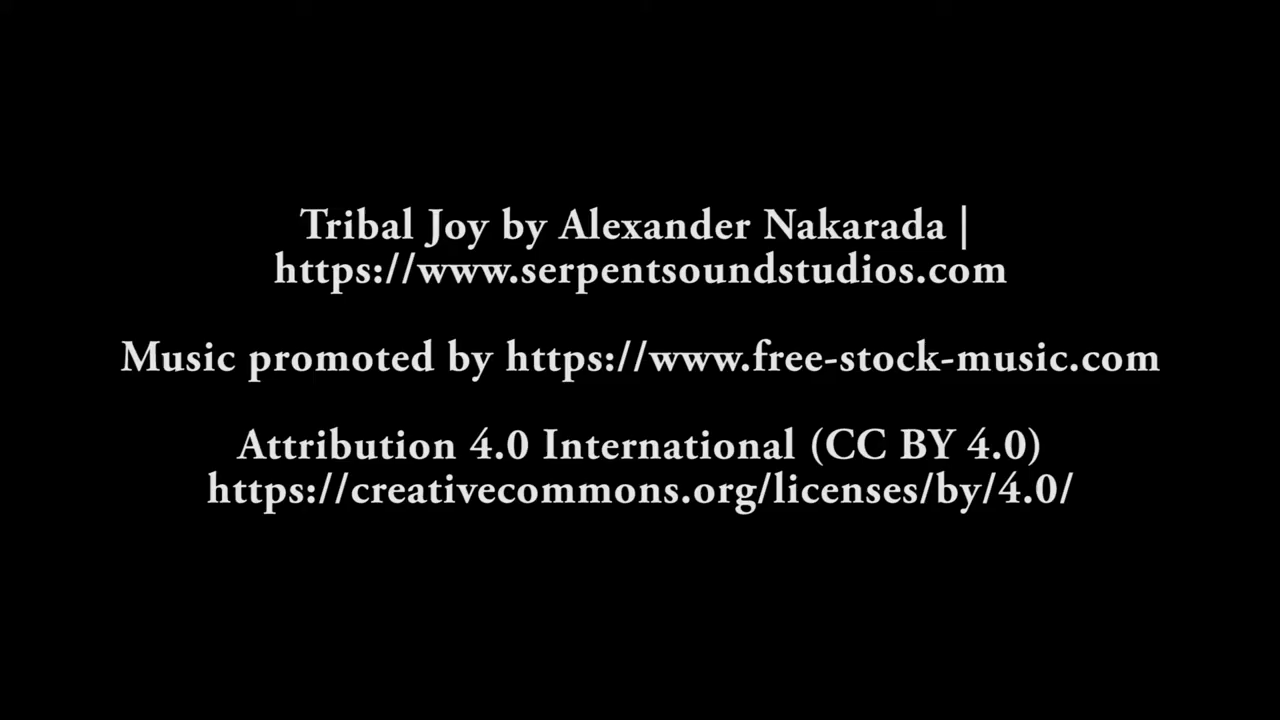 Tribal Joy by Alexander Nakarada |
https://www.serpentsoundstudios.com
Music promoted by https://www.free-stock-music.com
Attribution 4.0 International (CC BY 4.0)
https://creativecommons.org/licenses/by/4.0/